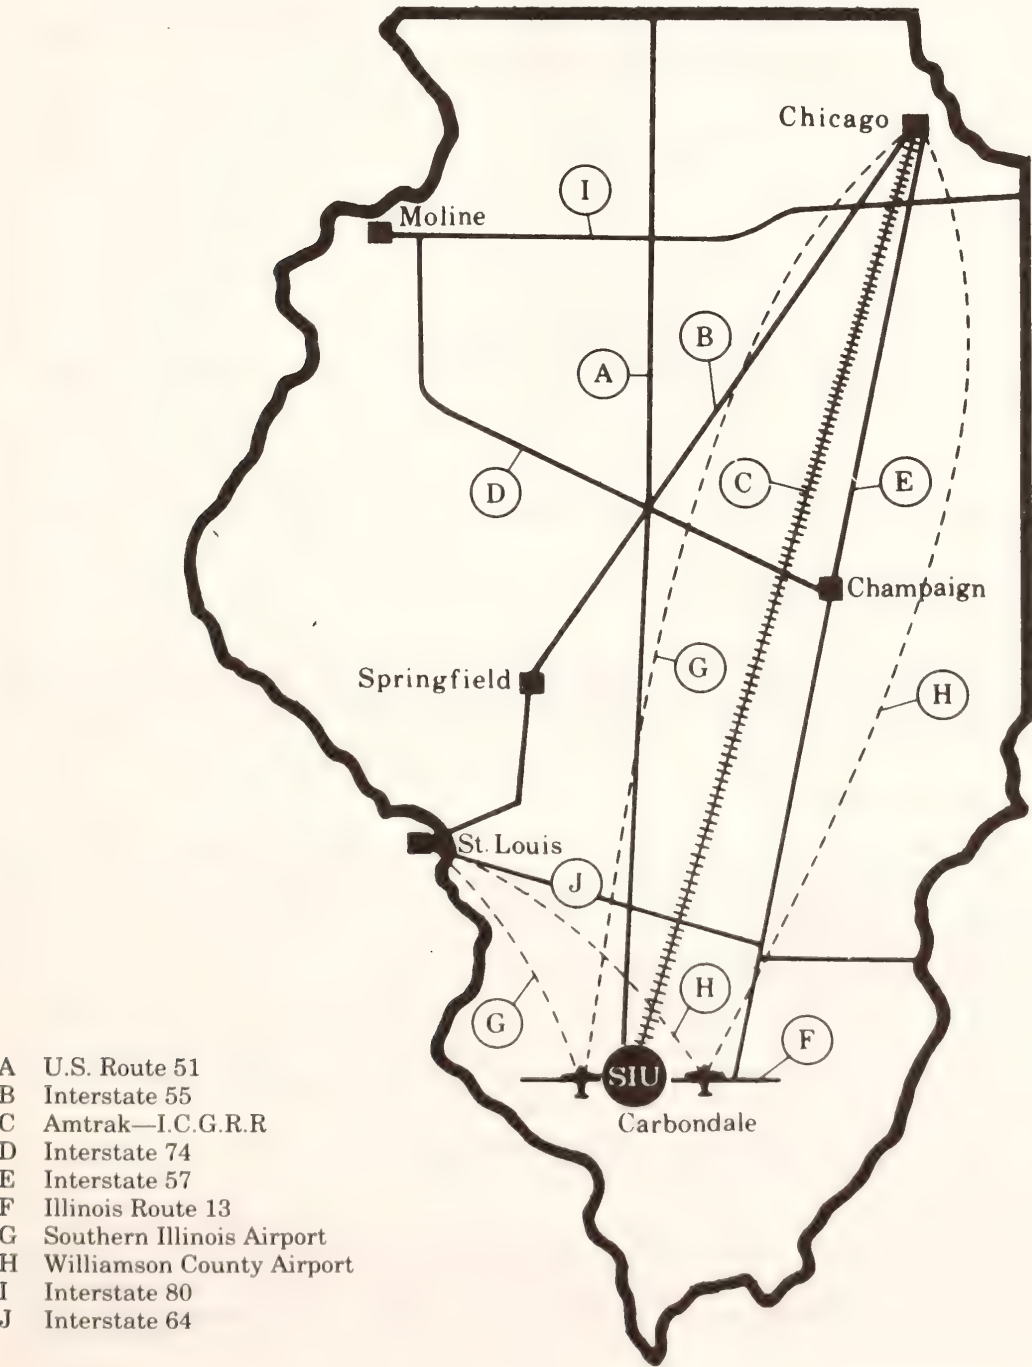 Chicago
I
Moline
B
A
C
E
D
Champaign
Springfield
G
H
St. Louis
J
H
G
F
SIU
Carbondale
A U.S. Route 51
B Interstate 55
C Amtrak—I.C.G.R.R
D Interstate 74
E Interstate 57
F Illinois Route 13
G Southern Illinois Airport
H Williamson County Airport
I Interstate 80
J Interstate 64